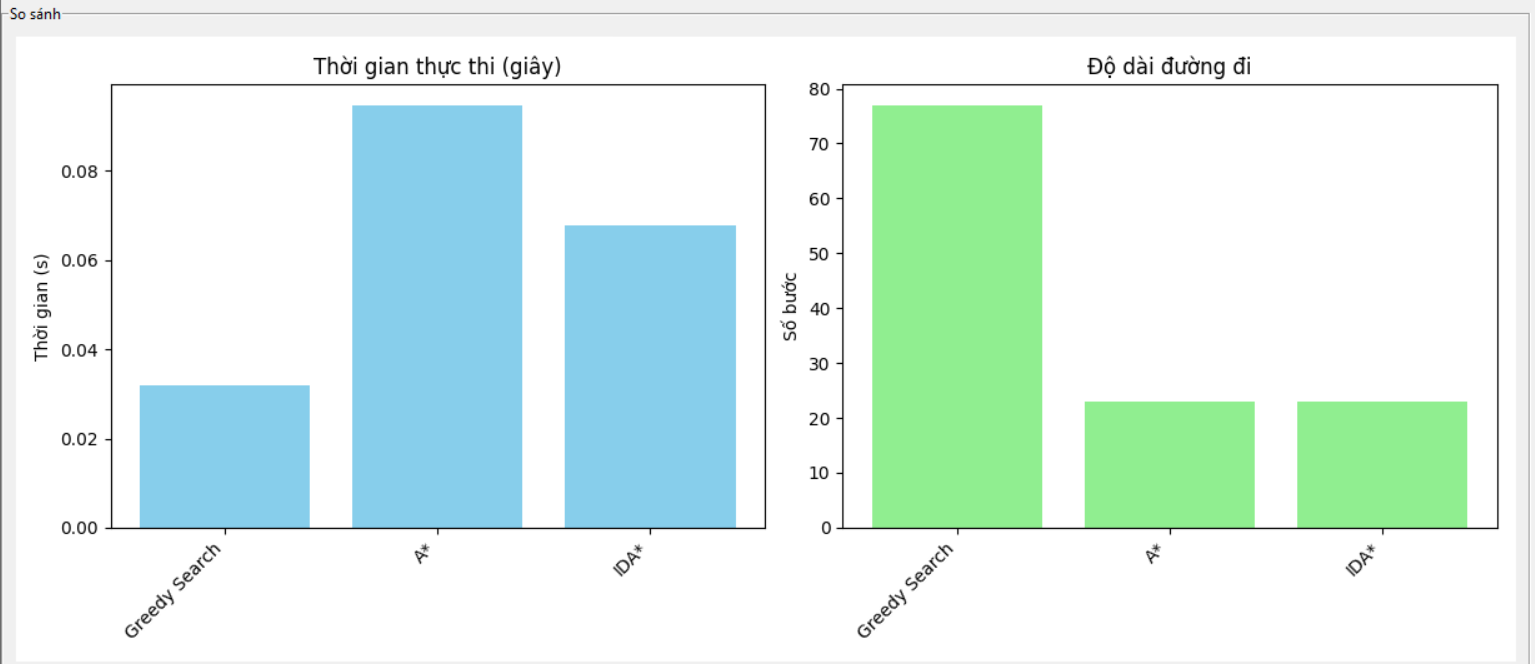 So sánh
Thời gian thực thi (giây)
Thời gian (s)
0.08
0.06
0.04
0.02
0.00
Greedy Search
A*
IDA*
Độ dài đường đi
Số bước
80
70
60
50
40
30
20
10
0
Greedy Search
A*
IDA*